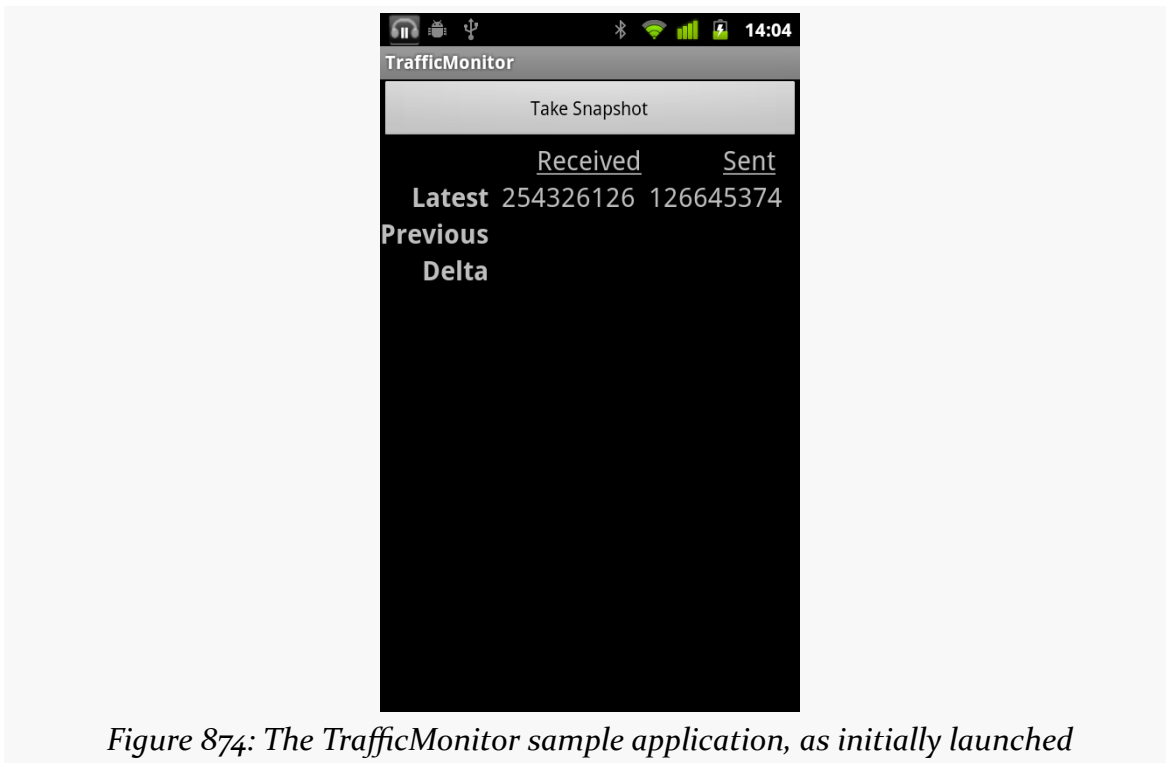 14:04
TrafficMonitor
Take Snapshot
Received Sent
Latest 254326126 126645374
Previous
Delta
Figure 874: The TrafficMonitor sample application, as initially launched